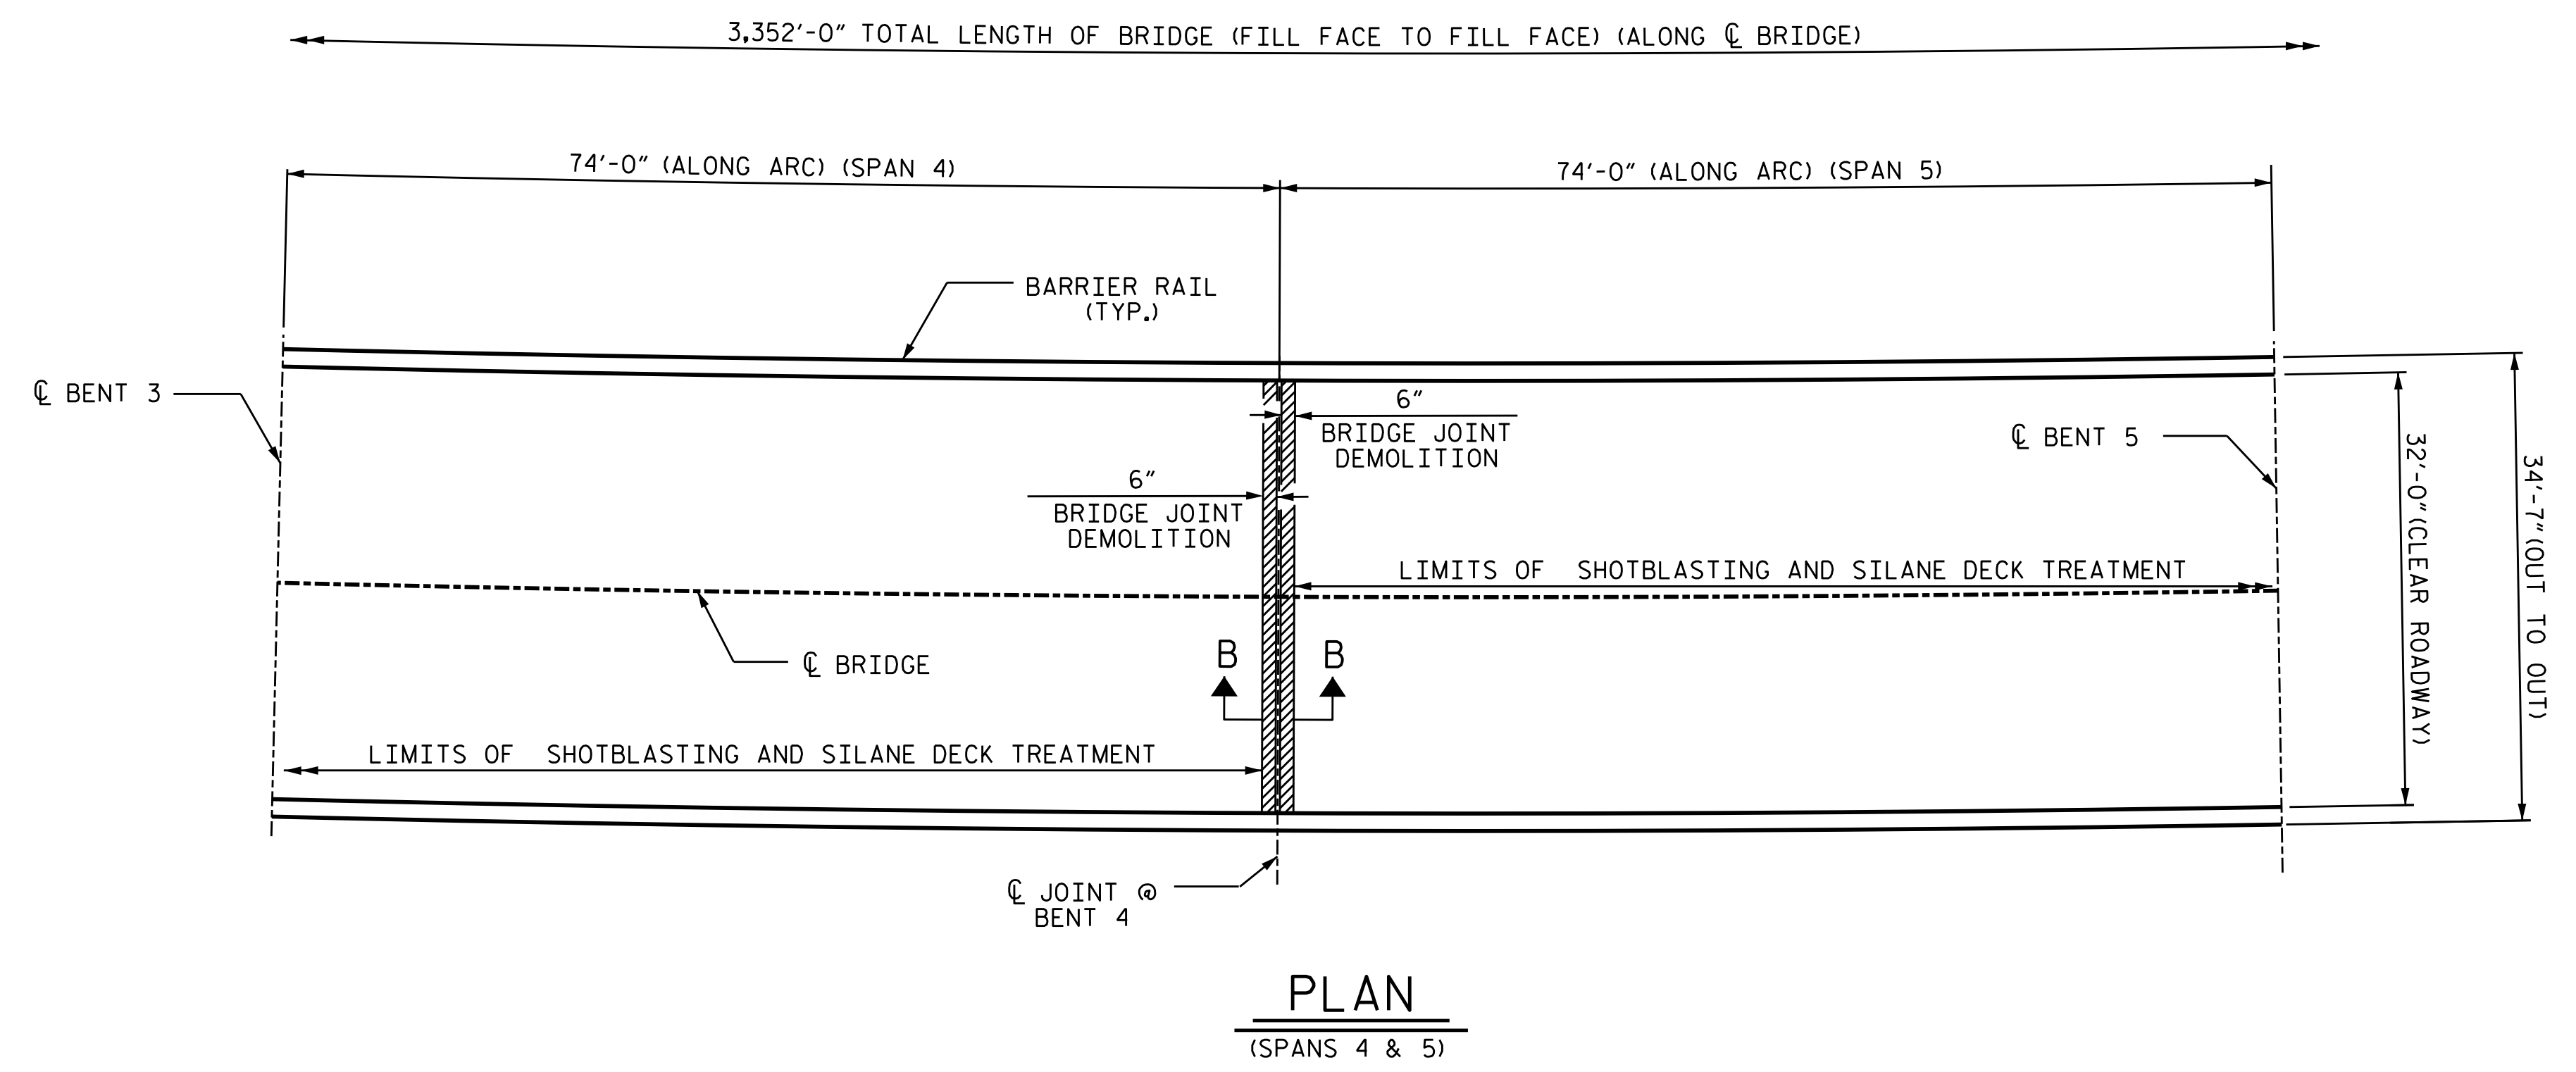 3,352'-0" TOTAL LENGTH OF BRIDGE (FILL FACE TO FILL FACE) (ALONG ℄ BRIDGE)
74'-0" (ALONG ARC) (SPAN 4)
74'-0" (ALONG ARC) (SPAN 5)
BARRIER RAIL
(TYP.)
℄ BENT 3
6"
BRIDGE JOINT
DEMOLITION
℄ BENT 5
6"
BRIDGE JOINT
DEMOLITION
32'-0" (CLEAR ROADWAY)
34'-7" (OUT TO OUT)
LIMITS OF SHOTBLASTING AND SILANE DECK TREATMENT
℄ BRIDGE
B B
LIMITS OF SHOTBLASTING AND SILANE DECK TREATMENT
℄ JOINT @
BENT 4
PLAN
(SPANS 4 & 5)